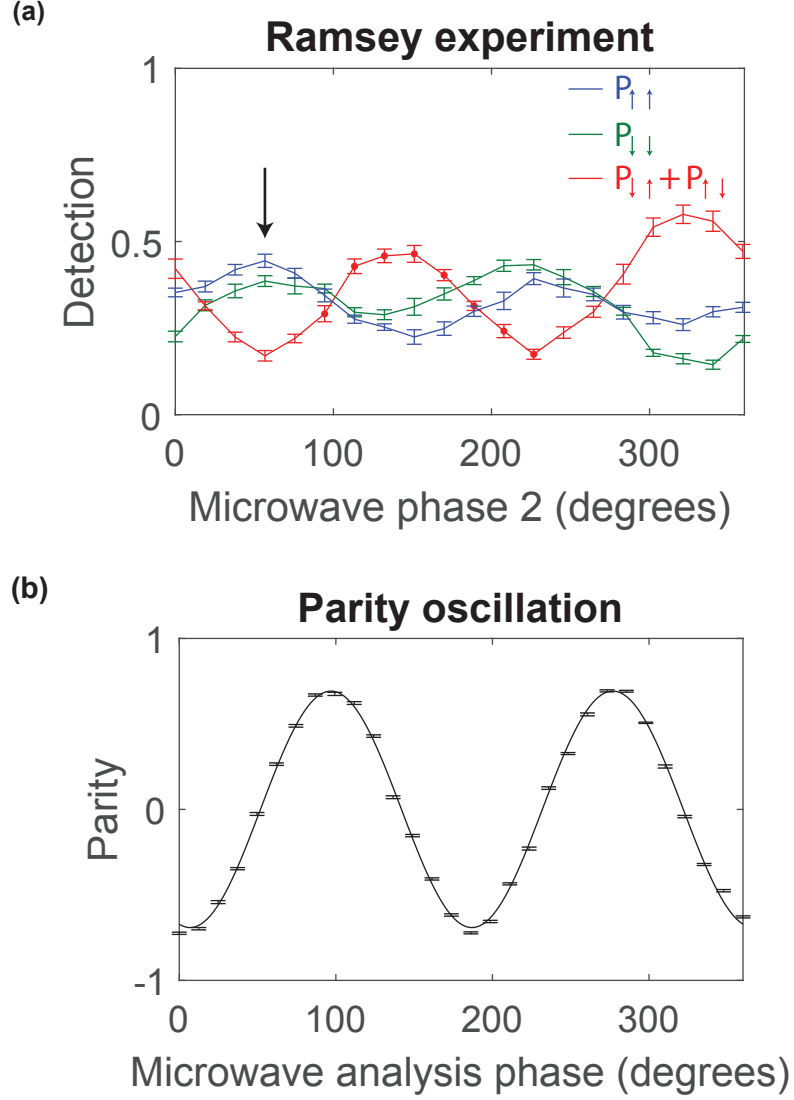 (a)
Ramsey experiment
1
P↑ ↑
P↓ ↓
P↓ ↑ + P↑ ↓
0.5
0
Detection
0 100 200 300
Microwave phase 2 (degrees)
(b)
Parity oscillation
1
0
-1
Parity
0 100 200 300
Microwave analysis phase (degrees)